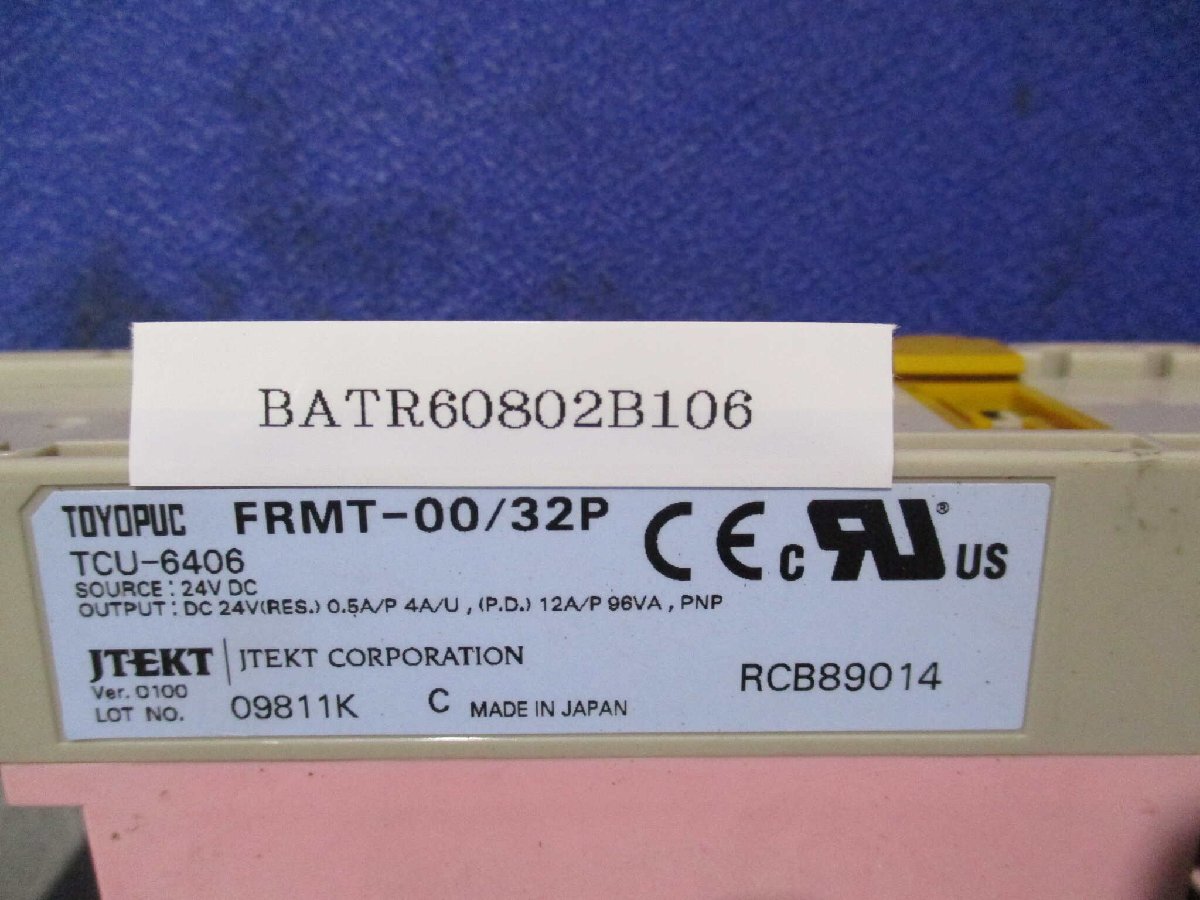 BATR60802B106
TOYOPUC FRMT-00/32P CE c RU ® US
TCU-6406
SOURCE : 24V DC
OUTPUT : DC 24V(RES.) 0.5A/P 4A/U , (P.D.) 12A/P 96VA , PNP
JTEKT JTEKT CORPORATION
RCB89014
Ver. 0100
LOT NO. 09811K C MADE IN JAPAN